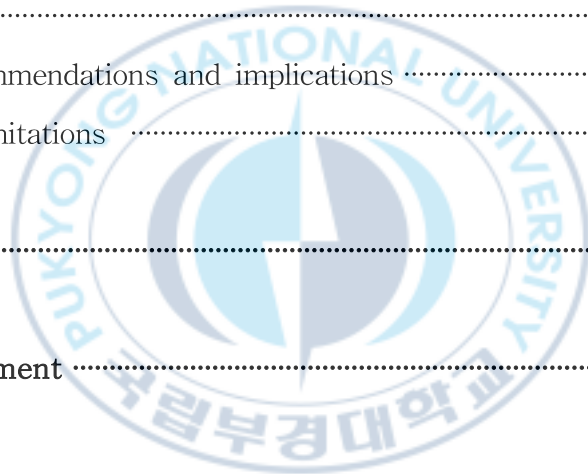 mmendations and implications
nitations
ment
PUKYONG NATIONAL UNIVERSITY
국립부경대학교